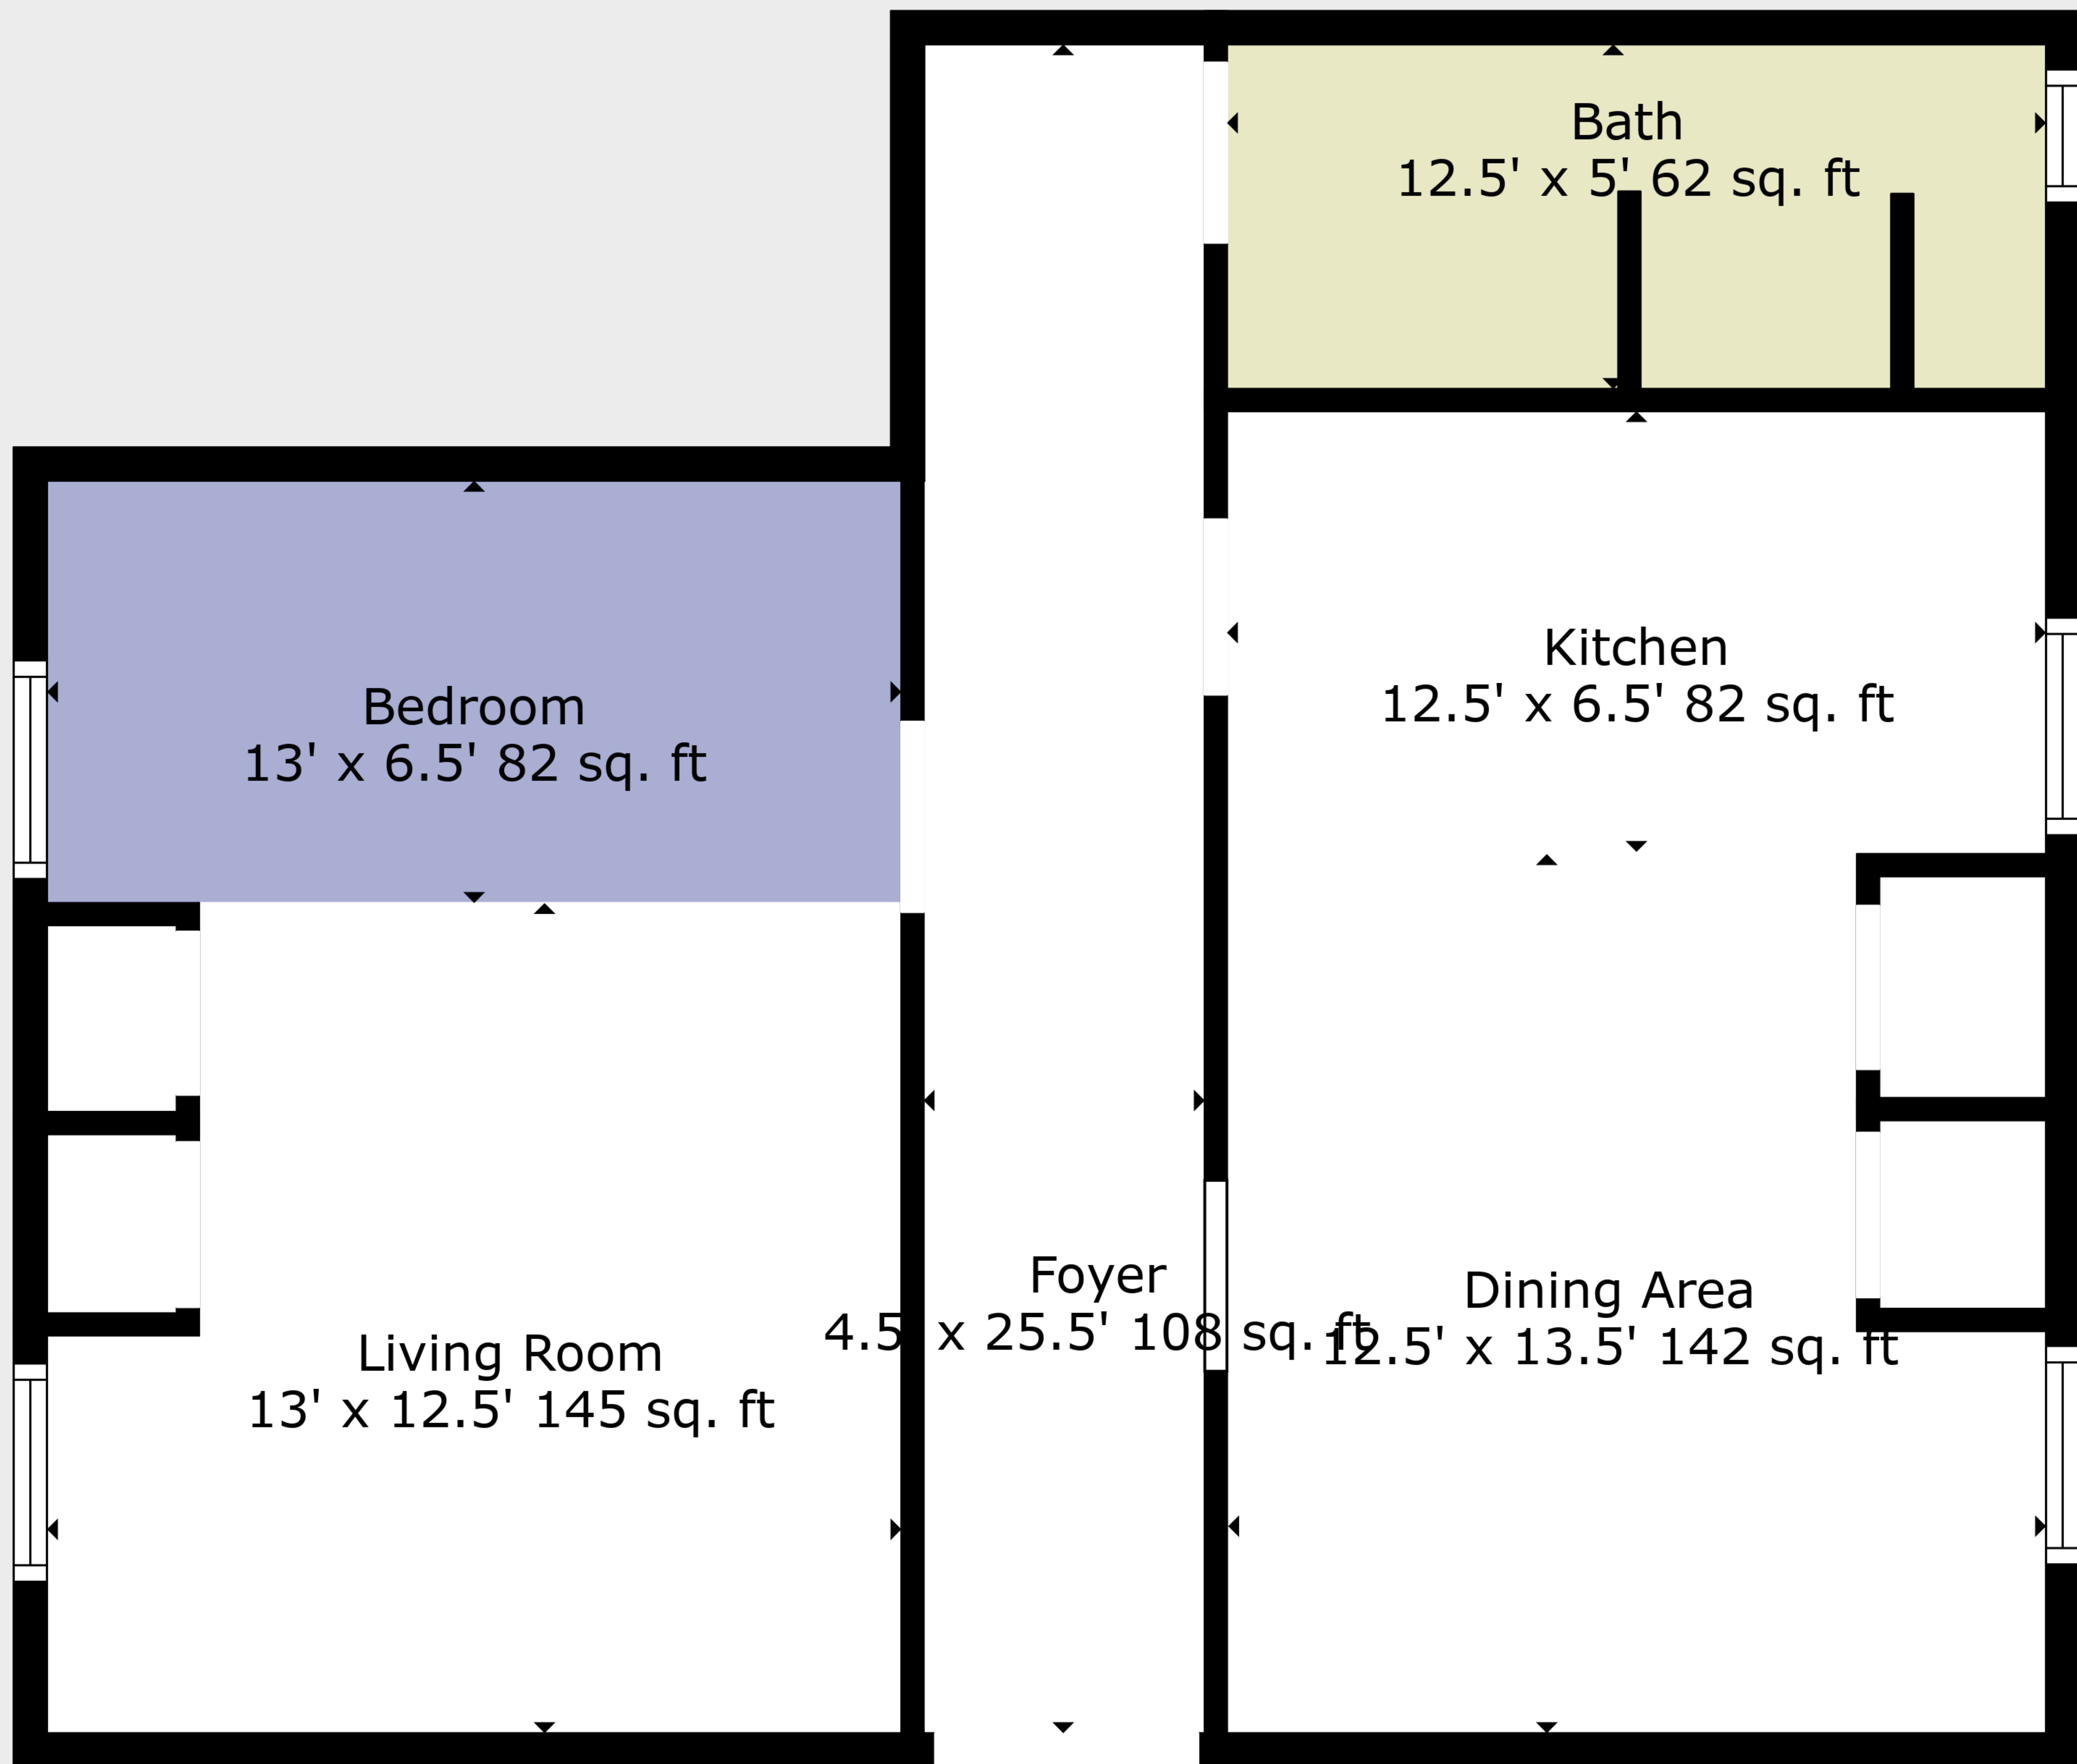 Bath
12.5' x 5' 62 sq. ft
Kitchen
12.5' x 6.5' 82 sq. ft
Bedroom
13' x 6.5' 82 sq. ft
Foyer
4.5' x 25.5' 108 sq. ft
Dining Area
12.5' x 13.5' 142 sq. ft
Living Room
13' x 12.5' 145 sq. ft